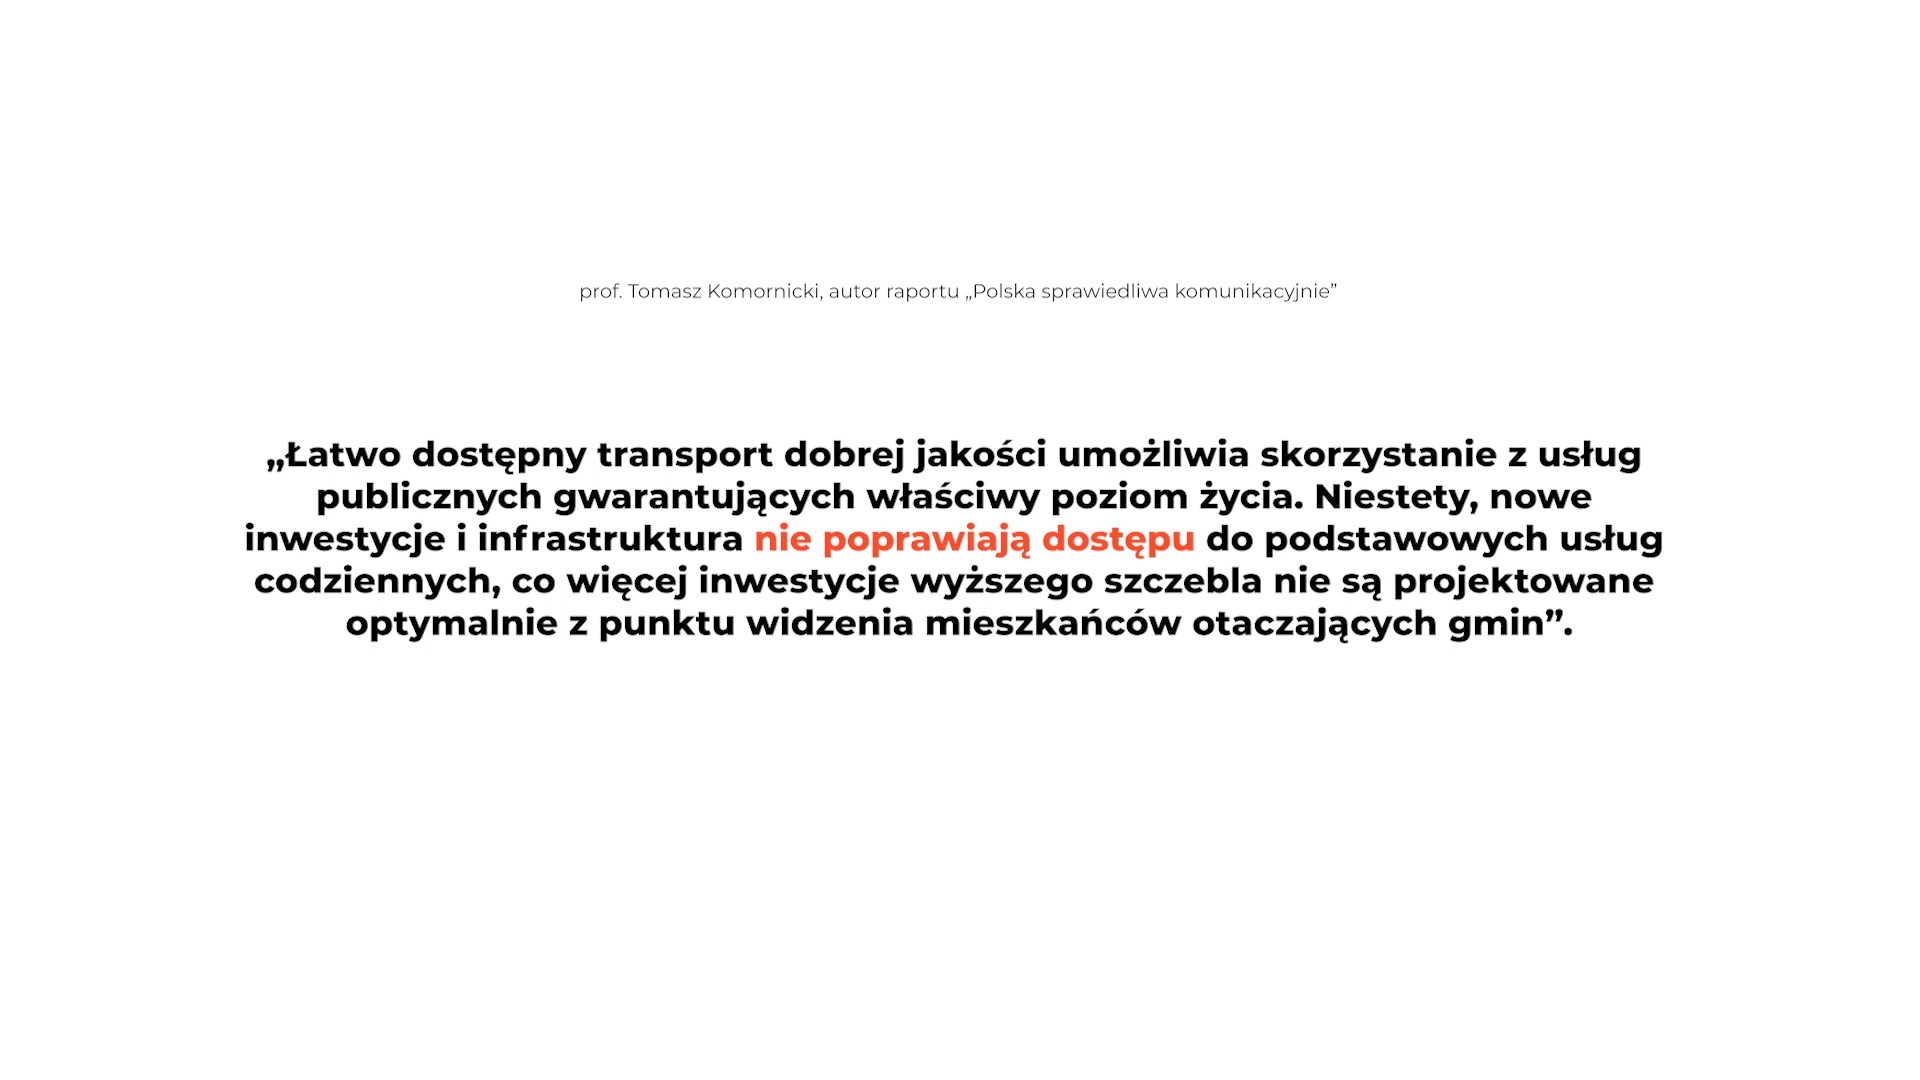 prof. Tomasz Komornicki, autor raportu „Polska sprawiedliwa komunikacyjnie”
„Łatwo dostępny transport dobrej jakości umożliwia skorzystanie z usług
publicznych gwarantujących właściwy poziom życia. Niestety, nowe
inwestycje i infrastruktura nie poprawiają dostępu do podstawowych usług
codziennych, co więcej inwestycje wyższego szczebla nie są projektowane
optymalnie z punktu widzenia mieszkańców otaczających gmin”.